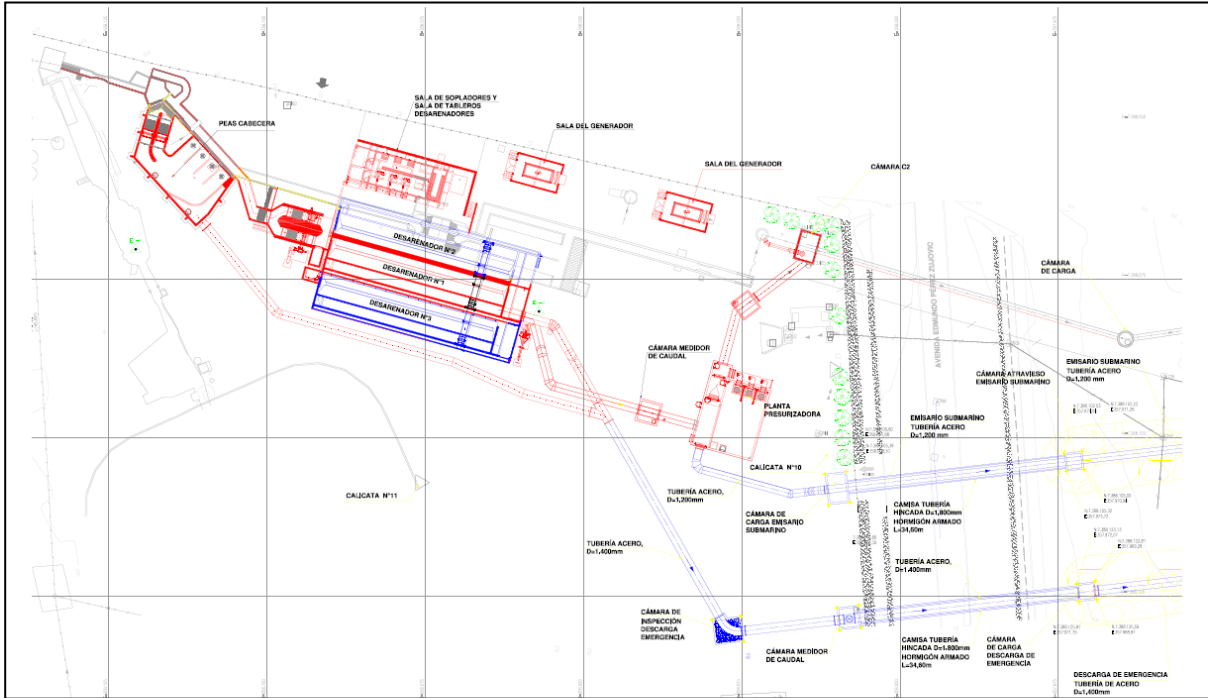 SALA DE SOPLADORES Y
SALA DE TABLEROS
DESARENADORES
PEAS CABECERA
SALA DEL GENERADOR
SALA DEL GENERADOR
CÁMARA C2
DESARENADOR N°2
DESARENADOR N°1
DESARENADOR N°3
AVENIDA EDMUNDO PÉREZ ZUJOVIC
CÁMARA
DE CARGA
CÁMARA MEDIDOR
DE CAUDAL
CÁMARA ATRAVIESO
EMISARIO SUBMARINO
EMISARIO SUBMARINO
TUBERÍA ACERO
D=1,200 mm
PLANTA
PRESURIZADORA
EMISARIO SUBMARINO
TUBERÍA ACERO
D=1,200 mm
CALICATA N°10
CALICATA N°11
TUBERÍA ACERO,
D=1,200mm
CÁMARA DE
CARGA EMISARIO
SUBMARINO
CAMISA TUBERÍA
HINCADA D=1,800mm
HORMIGÓN ARMADO
L=34,60m
TUBERÍA ACERO,
D=1.400mm
TUBERÍA ACERO,
D=1.400mm
CÁMARA DE
INSPECCIÓN
DESCARGA
EMERGENCIA
CÁMARA MEDIDOR
DE CAUDAL
CAMISA TUBERÍA
HINCADA D=1.800mm
HORMIGÓN ARMADO
L=34,60m
CÁMARA
DE CARGA
DESCARGA DE
EMERGENCIA
DESCARGA DE EMERGENCIA
TUBERÍA DE ACERO
D=1,400mm